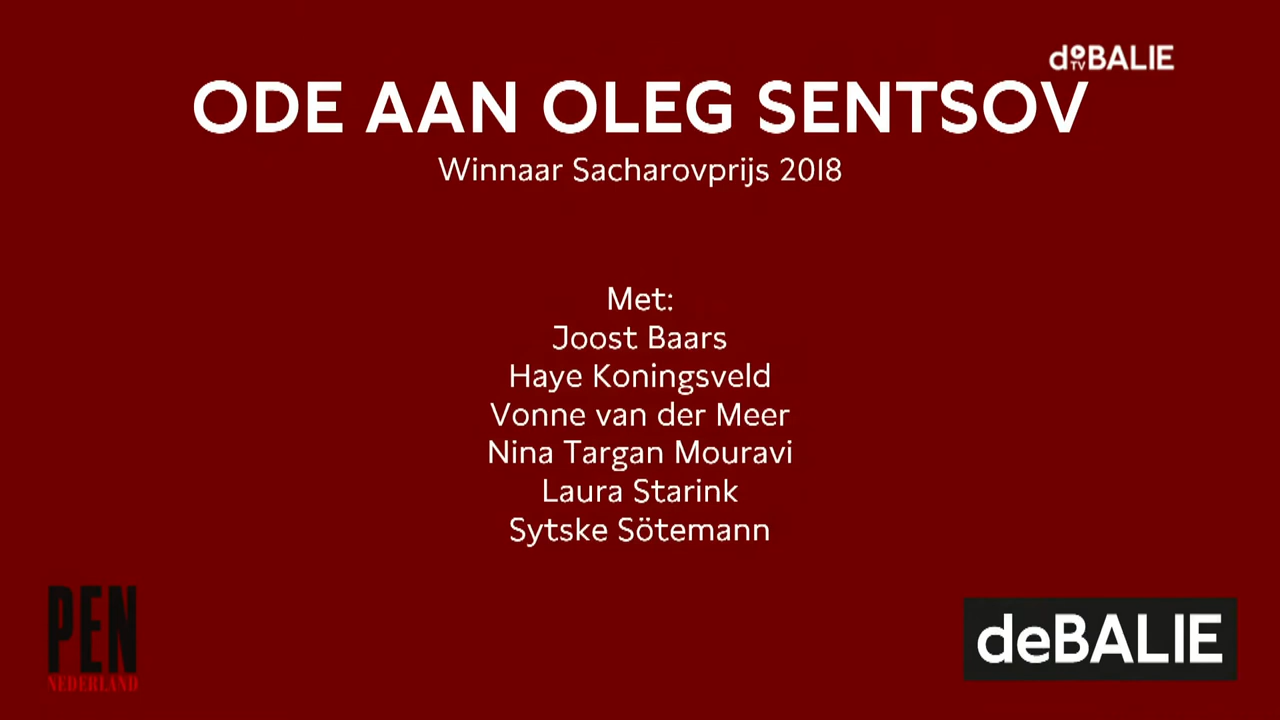 deBALIE TV
ODE AAN OLEG SENTSOV
Winnaar Sacharovprijs 2018
Met:
Joost Baars
Haye Koningsveld
Vonne van der Meer
Nina Targan Mouravi
Laura Starink
Sytske Sötemann
PEN
NEDERLAND
deBALIE